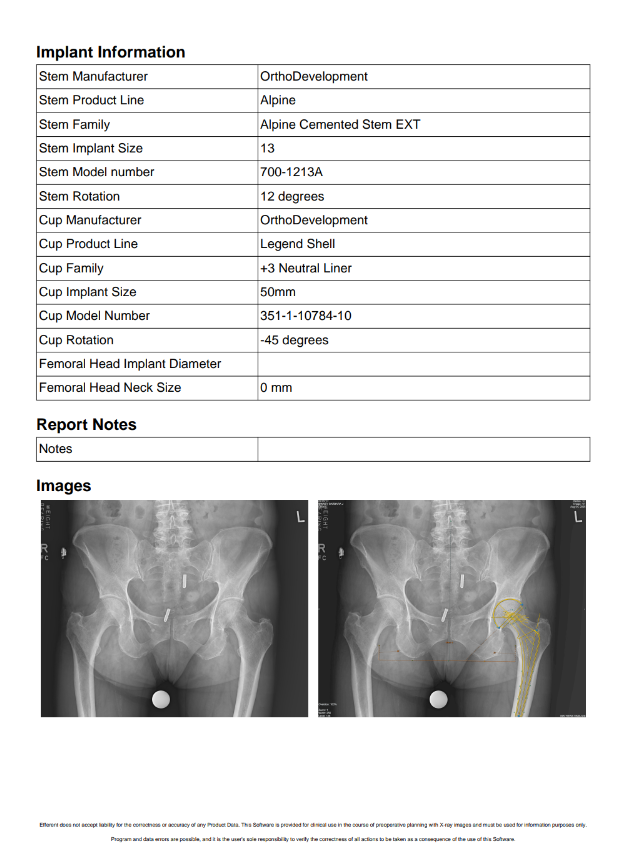 Implant Information
Stem Manufacturer OrthoDevelopment
Stem Product Line Alpine
Stem Family Alpine Cemented Stem EXT
Stem Implant Size 13
Stem Model number 700-1213A
Stem Rotation 12 degrees
Cup Manufacturer OrthoDevelopment
Cup Product Line Legend Shell
Cup Family +3 Neutral Liner
Cup Implant Size 50mm
Cup Model Number 351-1-10784-10
Cup Rotation -45 degrees
Femoral Head Implant Diameter
Femoral Head Neck Size 0 mm
Report Notes
Notes
Images
L
R
L
R
Efferent does not accept liability for the correctness or accuracy of any Product Data. This Software is provided for clinical use in the course of preoperative planning with X-ray images and must be used for information purposes only.
Program and data errors are possible, and it is the user's sole responsibility to verify the correctness of all actions to be taken as a consequence of the use of this Software.